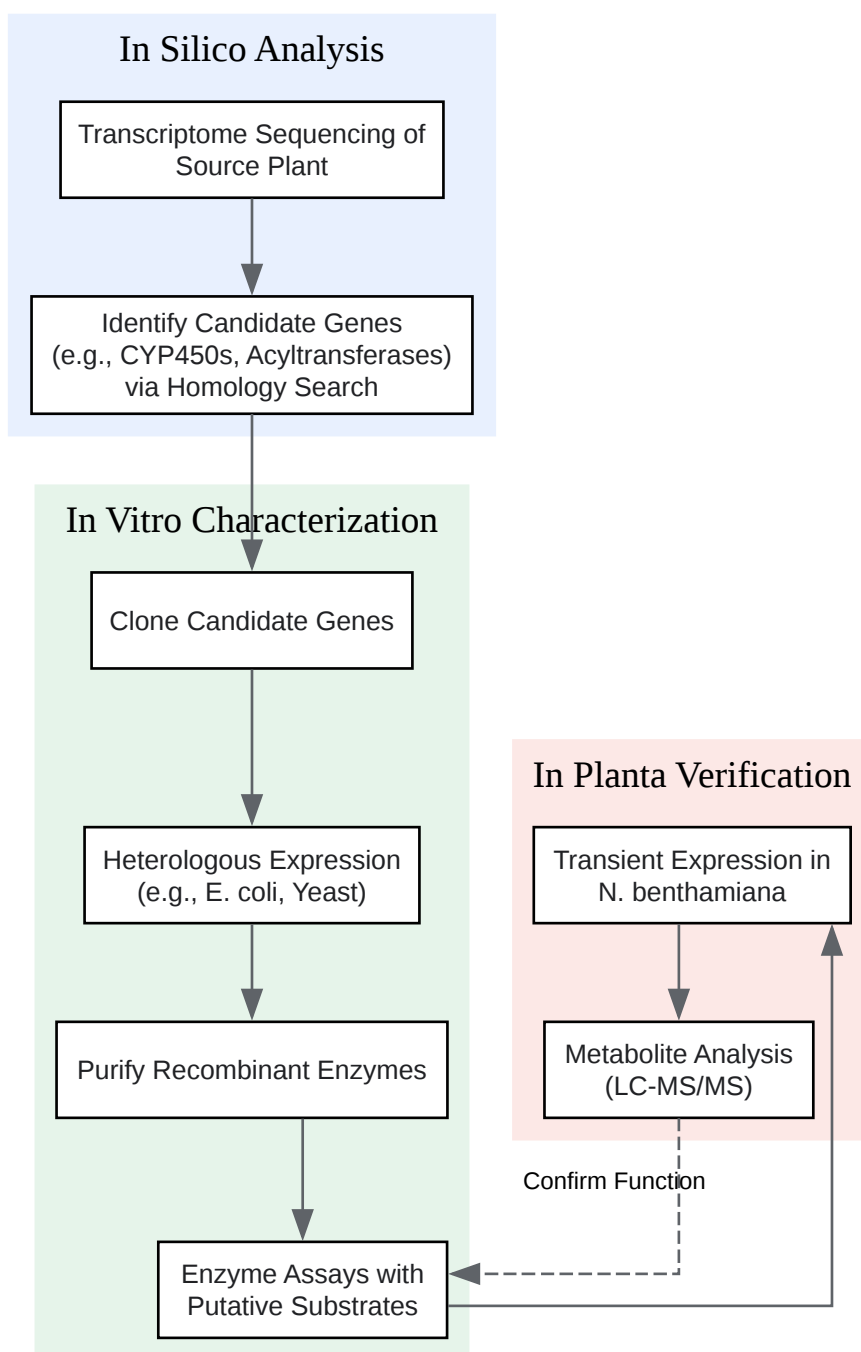 In Silico Analysis
Transcriptome Sequencing of
Source Plant
Identify Candidate Genes
(e.g., CYP450s, Acyltransferases)
via Homology Search
In Vitro Characterization
Clone Candidate Genes
Heterologous Expression
(e.g., E. coli, Yeast)
Purify Recombinant Enzymes
Enzyme Assays with
Putative Substrates
In Planta Verification
Transient Expression in
N. benthamiana
Metabolite Analysis
(LC-MS/MS)
Confirm Function